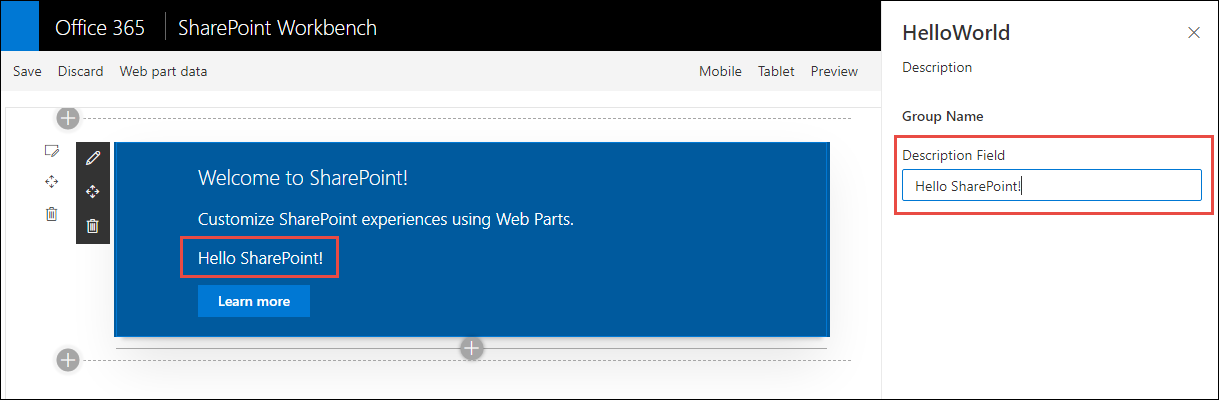 Office 365 SharePoint Workbench
Save Discard Web part data Mobile Tablet Preview
Welcome to SharePoint!
Customize SharePoint experiences using Web Parts.
Hello SharePoint!
Learn more
HelloWorld
Description
Group Name
Description Field
Hello SharePoint!